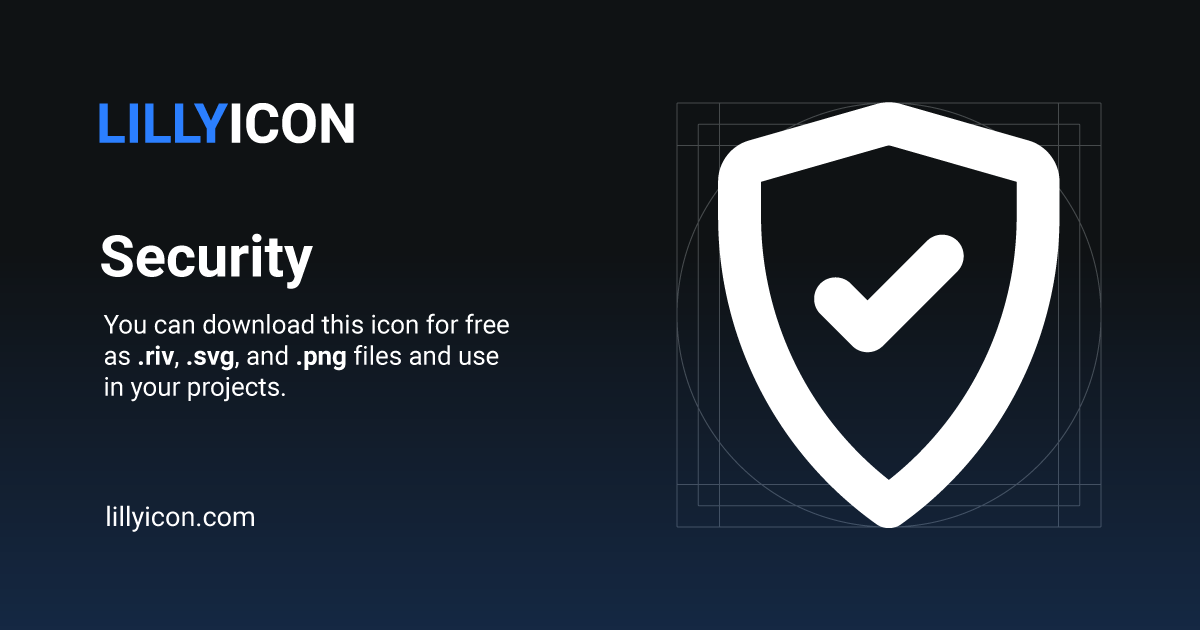 LILLYICON
Security
You can download this icon for free
as .riv, .svg, and .png files and use
in your projects.
lillyicon.com